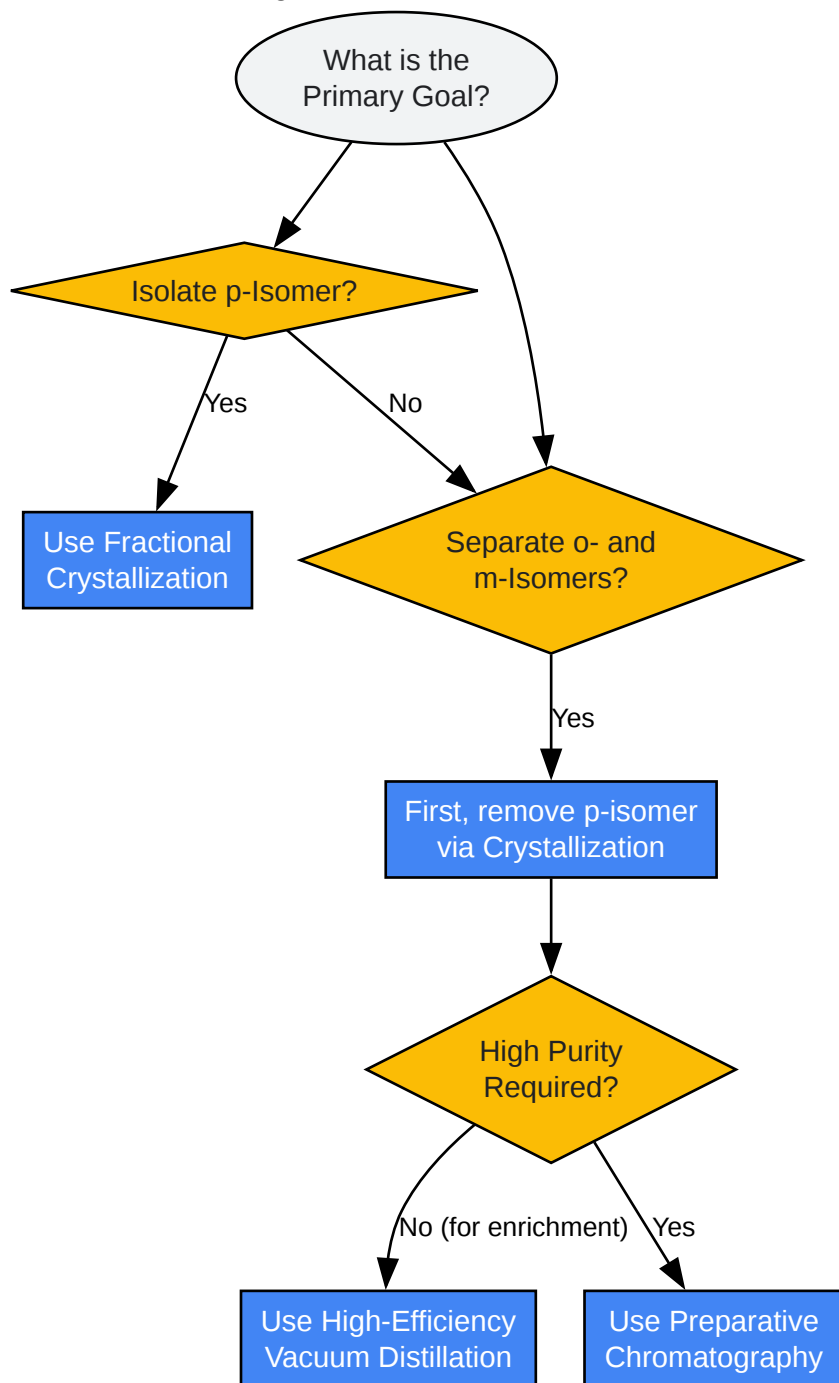 What is the
Primary Goal?
Isolate p-Isomer?
Yes
No
Use Fractional
Crystallization
Separate o- and
m-Isomers?
Yes
First, remove p-isomer
via Crystallization
High Purity
Required?
No (for enrichment)
Yes
Use High-Efficiency
Vacuum Distillation
Use Preparative
Chromatography